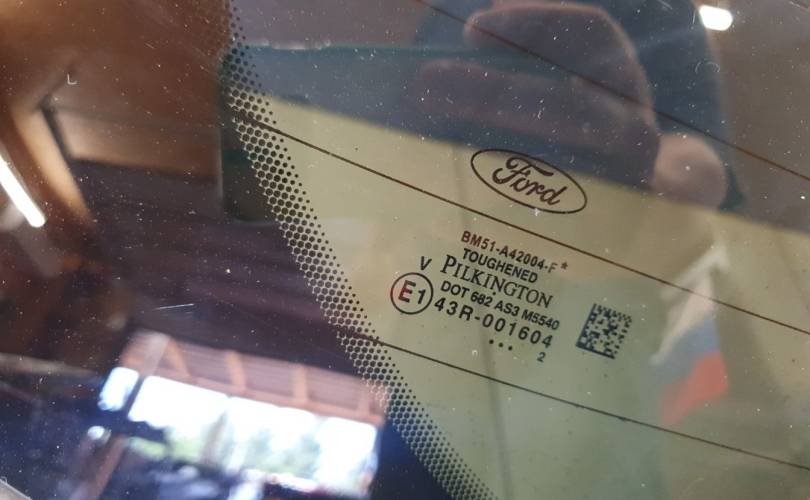 Ford
BM51-A42004-F*
TOUGHENED
V PILKINGTON
DOT 682 AS3 M5540
E1 43R-001604
... 2